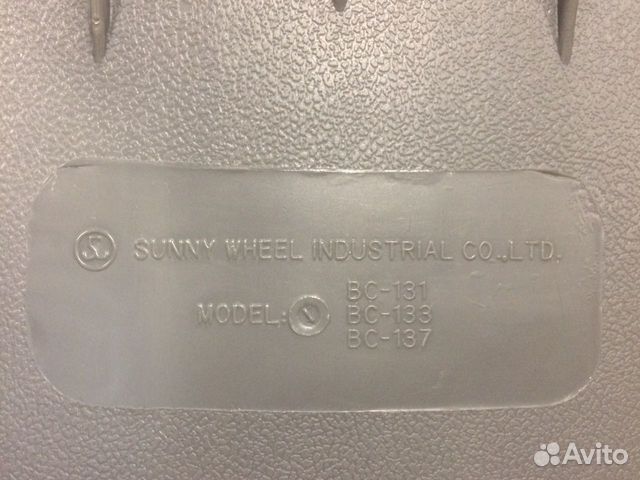 SUNNY WHEEL INDUSTRIAL CO.,LTD.
MODEL: BC-131
BC-133
BC-137
Avito